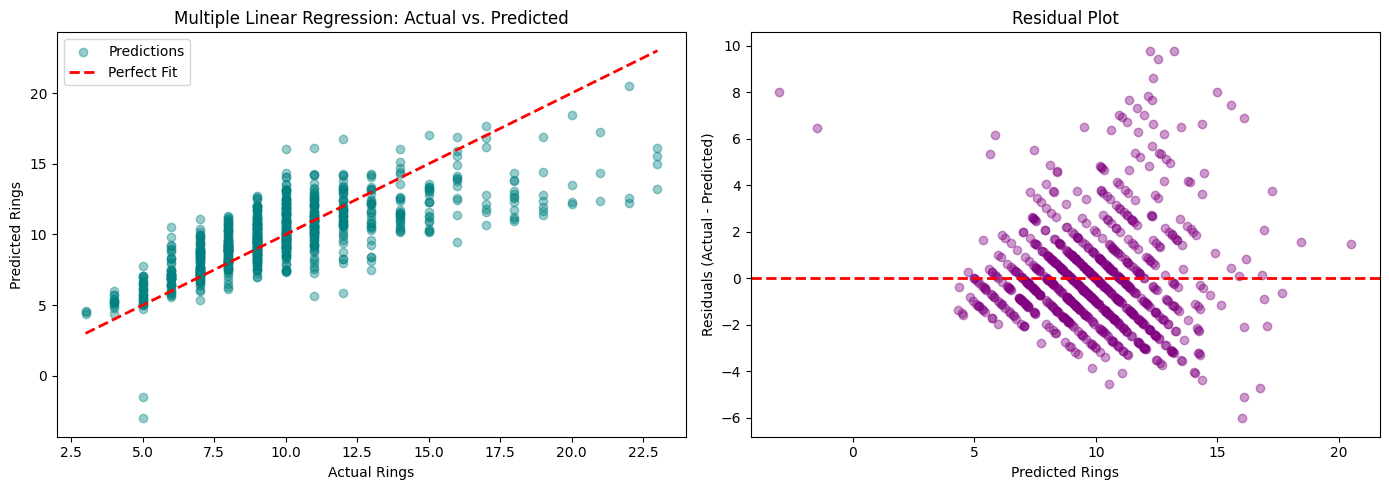 Multiple Linear Regression: Actual vs. Predicted
Predictions
Perfect Fit
Predicted Rings
20
15
10
5
0
2.5 5.0 7.5 10.0 12.5 15.0 17.5 20.0 22.5
Actual Rings
Residual Plot
Residuals (Actual - Predicted)
10
8
6
4
2
0
−2
−4
−6
0 5 10 15 20
Predicted Rings